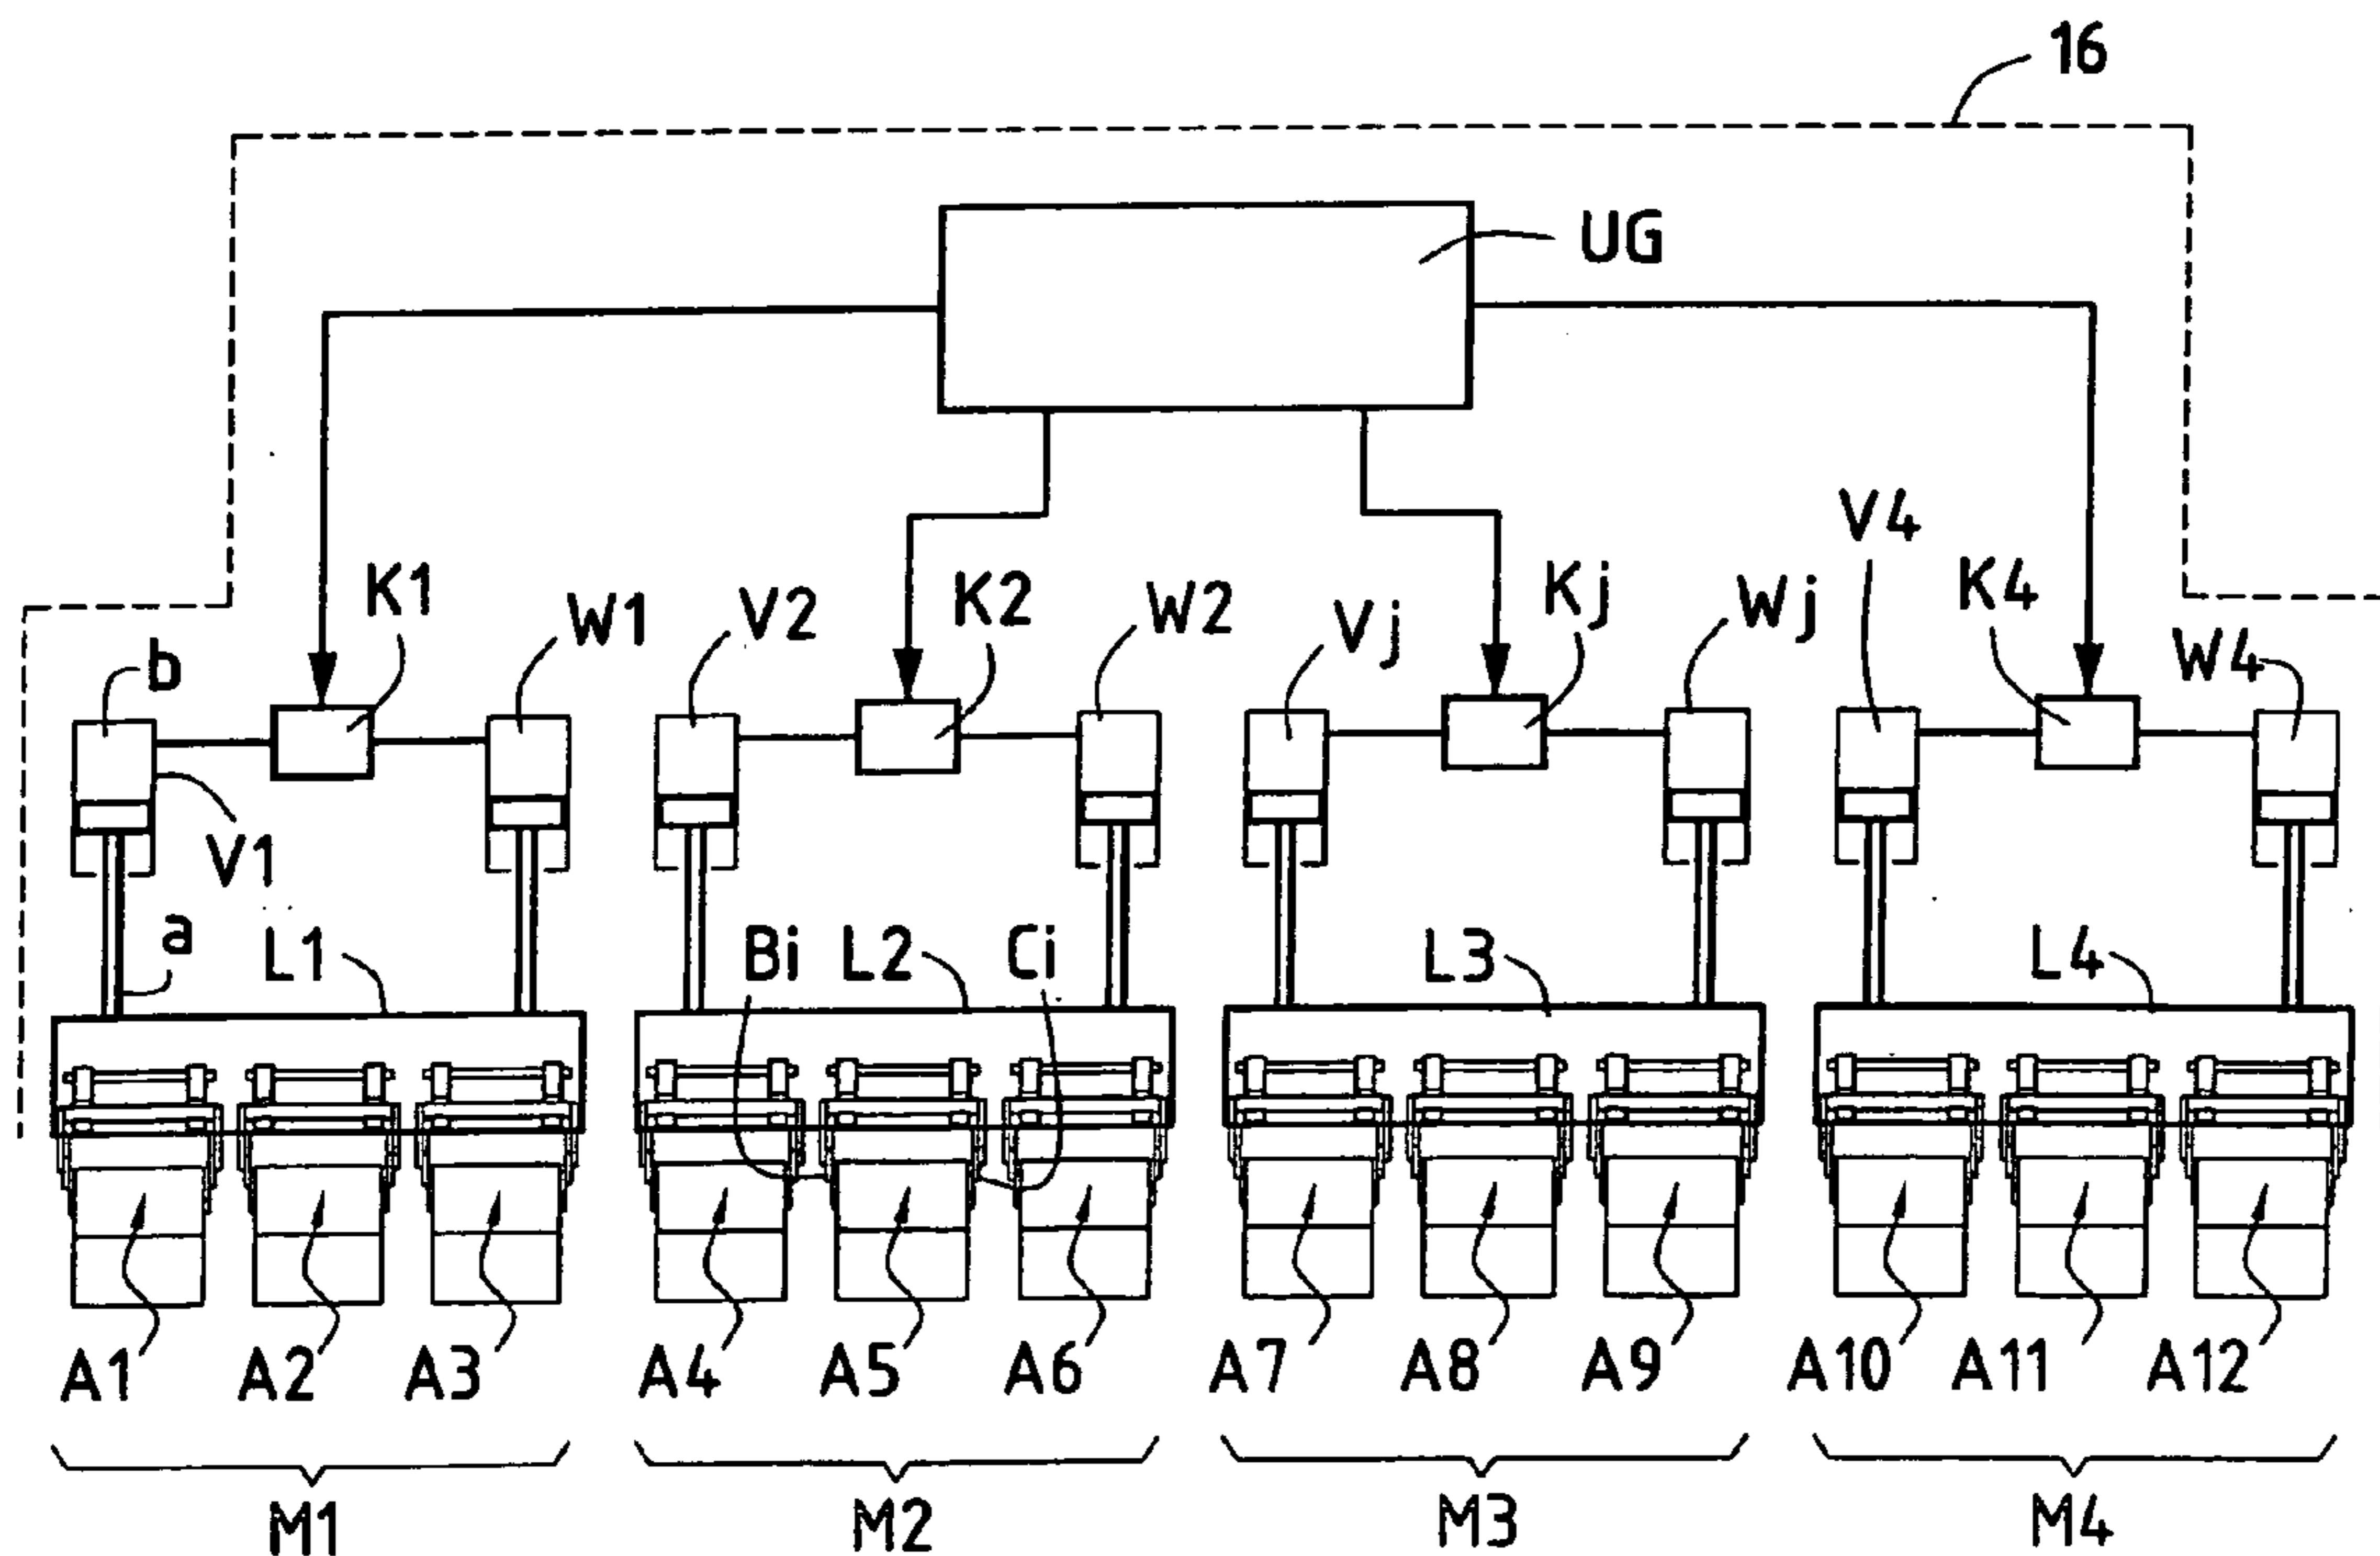 16
UG
V4
K1 W1 V2 K2 W2 Vj Kj Wj K4 W4
b
V1
a L1 Bi L2 Ci L3 L4
A1 A2 A3 A4 A5 A6 A7 A8 A9 A10 A11 A12
M1 M2 M3 M4